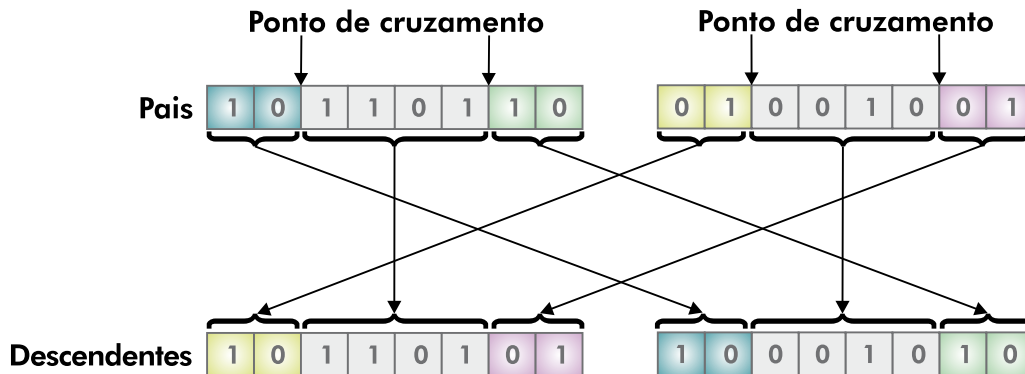 Ponto de cruzamento Ponto de cruzamento
Pais 1 0 1 1 0 1 1 0 0 1 0 0 1 0 0 1
Descendentes 1 0 1 1 0 1 0 1 1 0 0 0 1 0 1 0